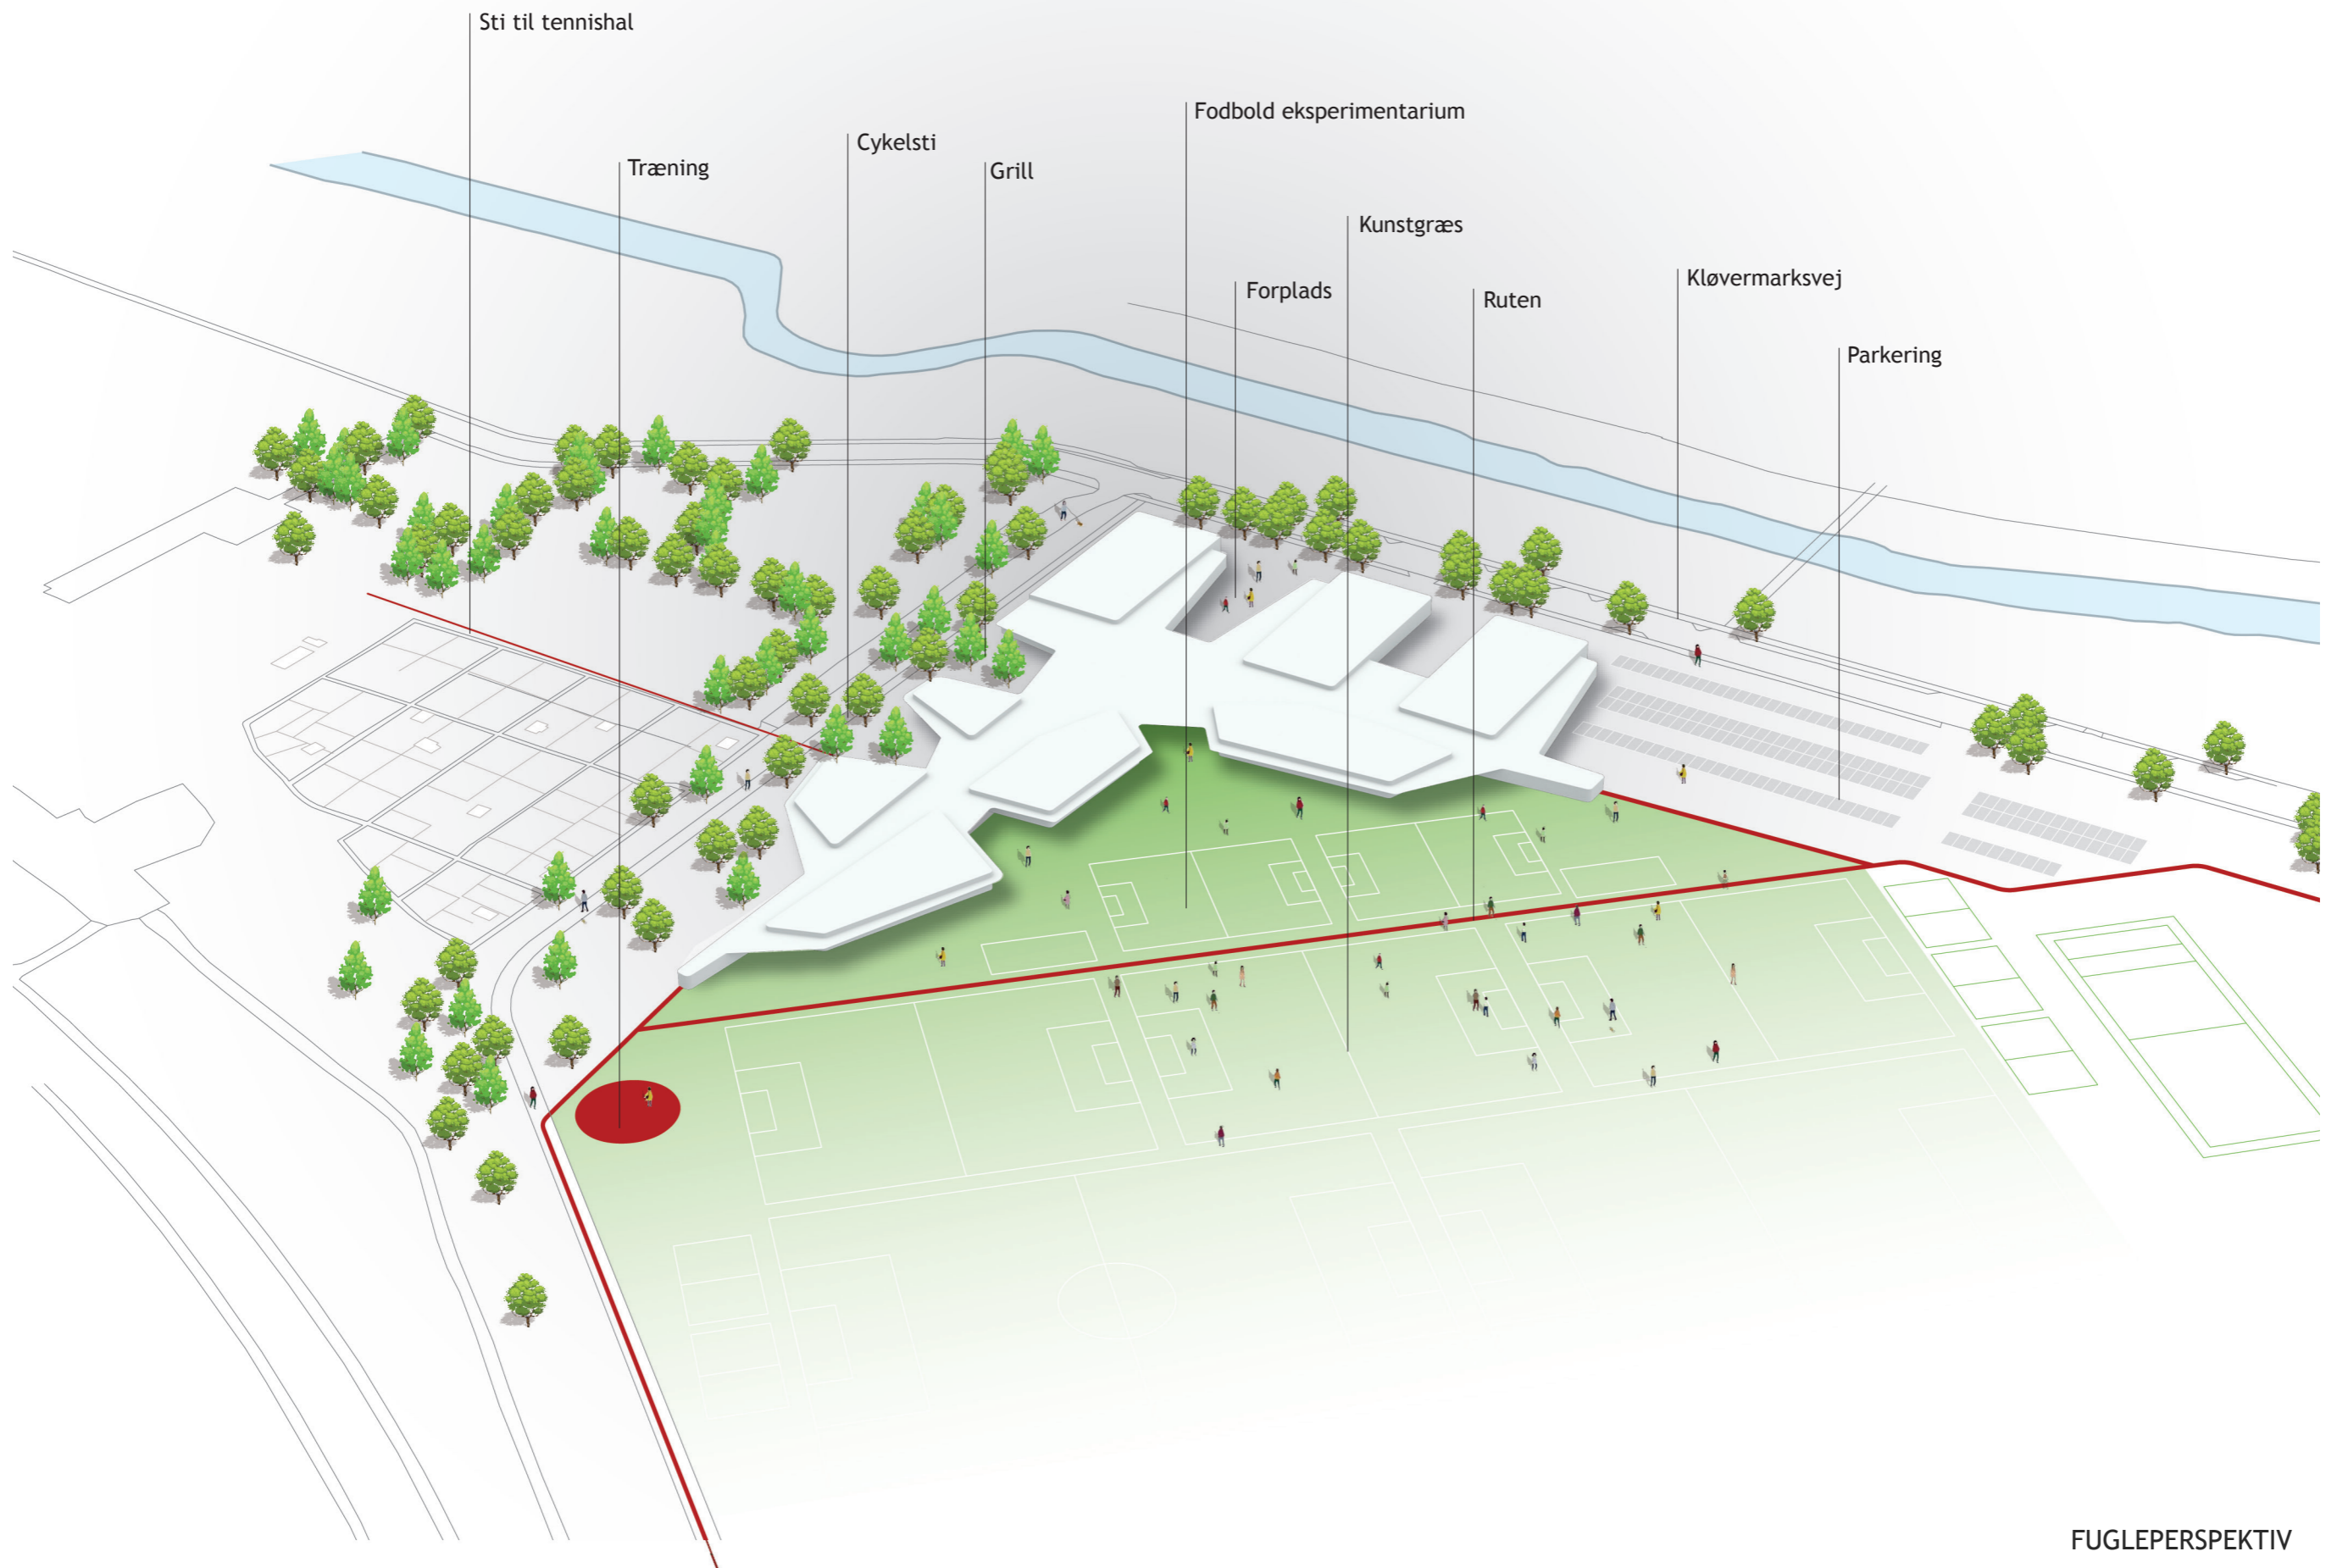 Sti til tennishal
Fodbold eksperimentarium
Cykelsti
Træning
Grill
Kunstgræs
Kløvermarksvej
Forplads
Ruten
Parkering
FUGLEPERSPEKTIV